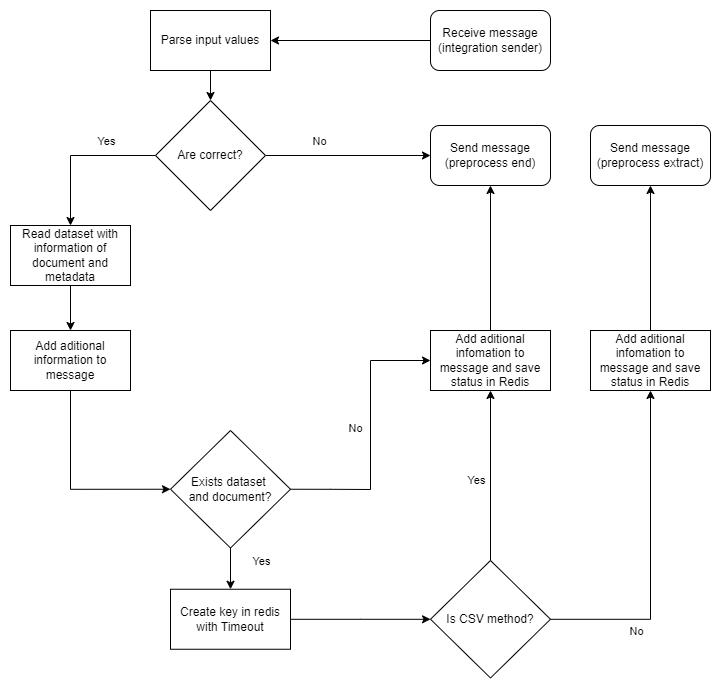 Parse input values
Receive message
(integration sender)
Yes
Are correct?
No
Send message
(preprocess end)
Send message
(preprocess extract)
Read dataset with
information of
document and
metadata
Add aditional
information to
message
Add aditional
infomation to
message and save
status in Redis
Add aditional
infomation to
message and save
status in Redis
No
Exists dataset
and document?
Yes
Yes
Create key in redis
with Timeout
Is CSV method?
No